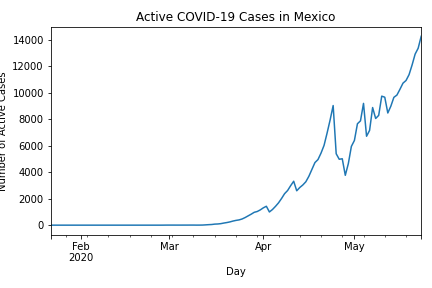 Active COVID-19 Cases in Mexico
14000
12000
10000
8000
6000
4000
2000
0
Number of Active Cases
Feb
2020
Mar
Apr
May
Day